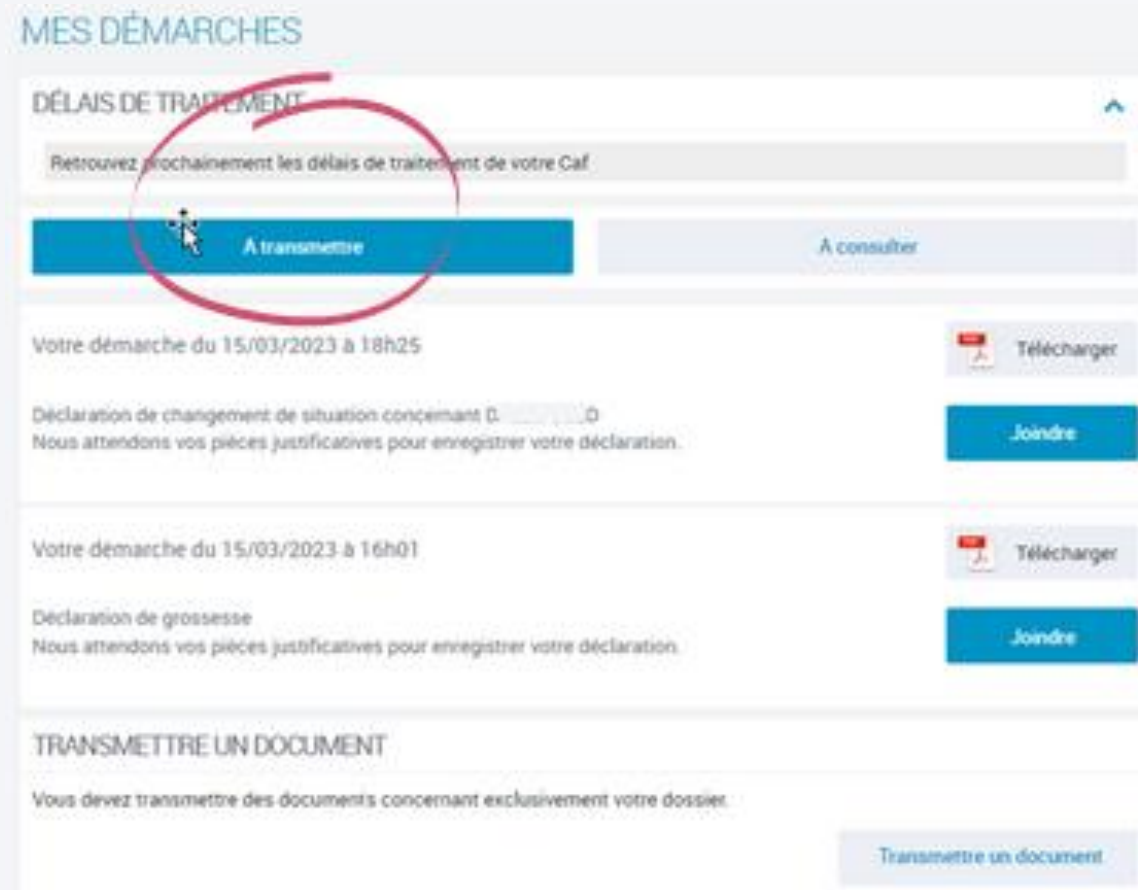 MES DÉMARCHES
DÉLAIS DE TRAITEMENT
Retrouvez prochainement les délais de traitement de votre Caf
A transmettre
A consulter
Votre démarche du 15/03/2023 à 18h25
Télécharger
Déclaration de changement de situation concernant D D
Nous attendons vos pièces justificatives pour enregistrer votre déclaration.
Joindre
Votre démarche du 15/03/2023 à 16h01
Télécharger
Déclaration de grossesse
Nous attendons vos pièces justificatives pour enregistrer votre déclaration.
Joindre
TRANSMETTRE UN DOCUMENT
Vous devez transmettre des documents concernant exclusivement votre dossier.
Transmettre un document